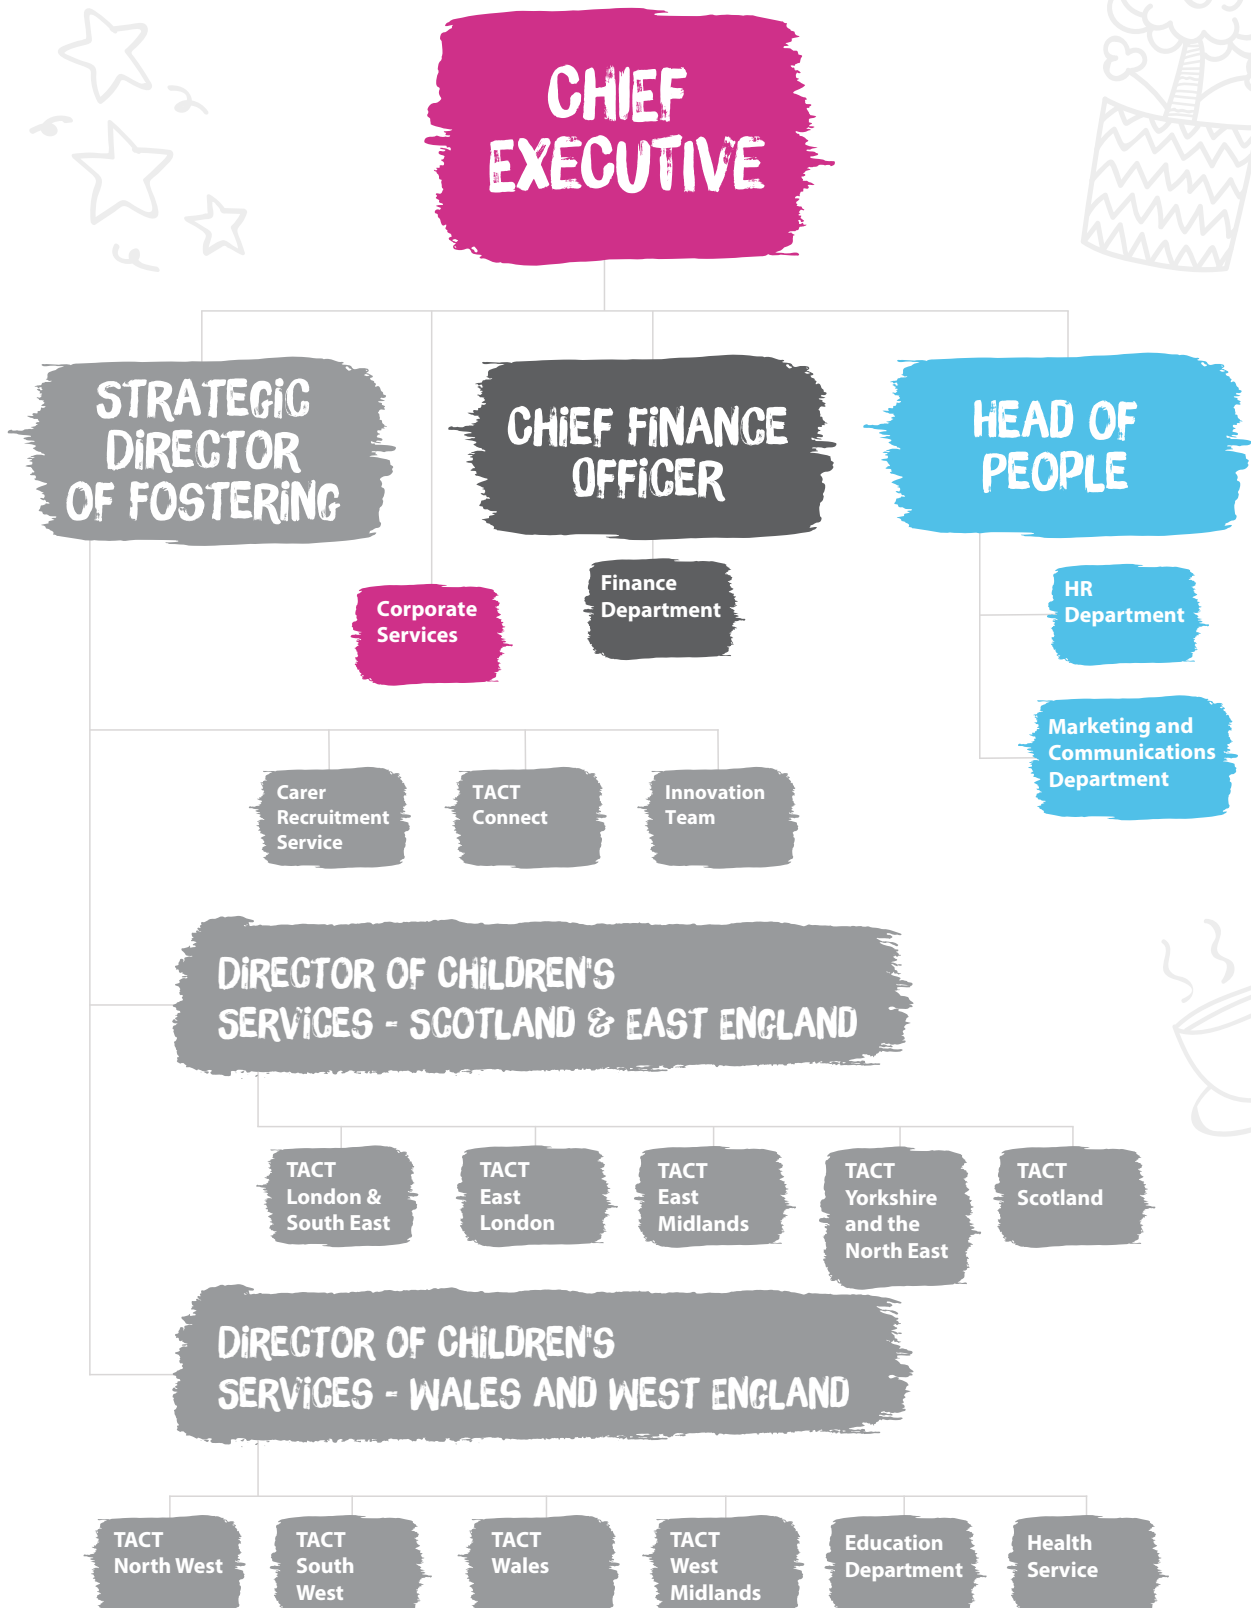 CHIEF
EXECUTIVE
STRATEGiC
DiRECTOR
OF FOSTERiNG
CHiEF FiNANCE
OFFiCER
HEAD OF
PEOPLE
Corporate
Services
Finance
Department
HR
Department
Marketing and
Communications
Department
Carer
Recruitment
Service
TACT
Connect
Innovation
Team
DiRECTOR OF CHiLDREN'S
SERViCES - SCOTLAND & EAST ENGLAND
TACT
London &
South East
TACT
East
London
TACT
East
Midlands
TACT
Yorkshire
and the
North East
TACT
Scotland
DiRECTOR OF CHiLDREN'S
SERViCES - WALES AND WEST ENGLAND
TACT
North West
TACT
South
West
TACT
Wales
TACT
West
Midlands
Education
Department
Health
Service